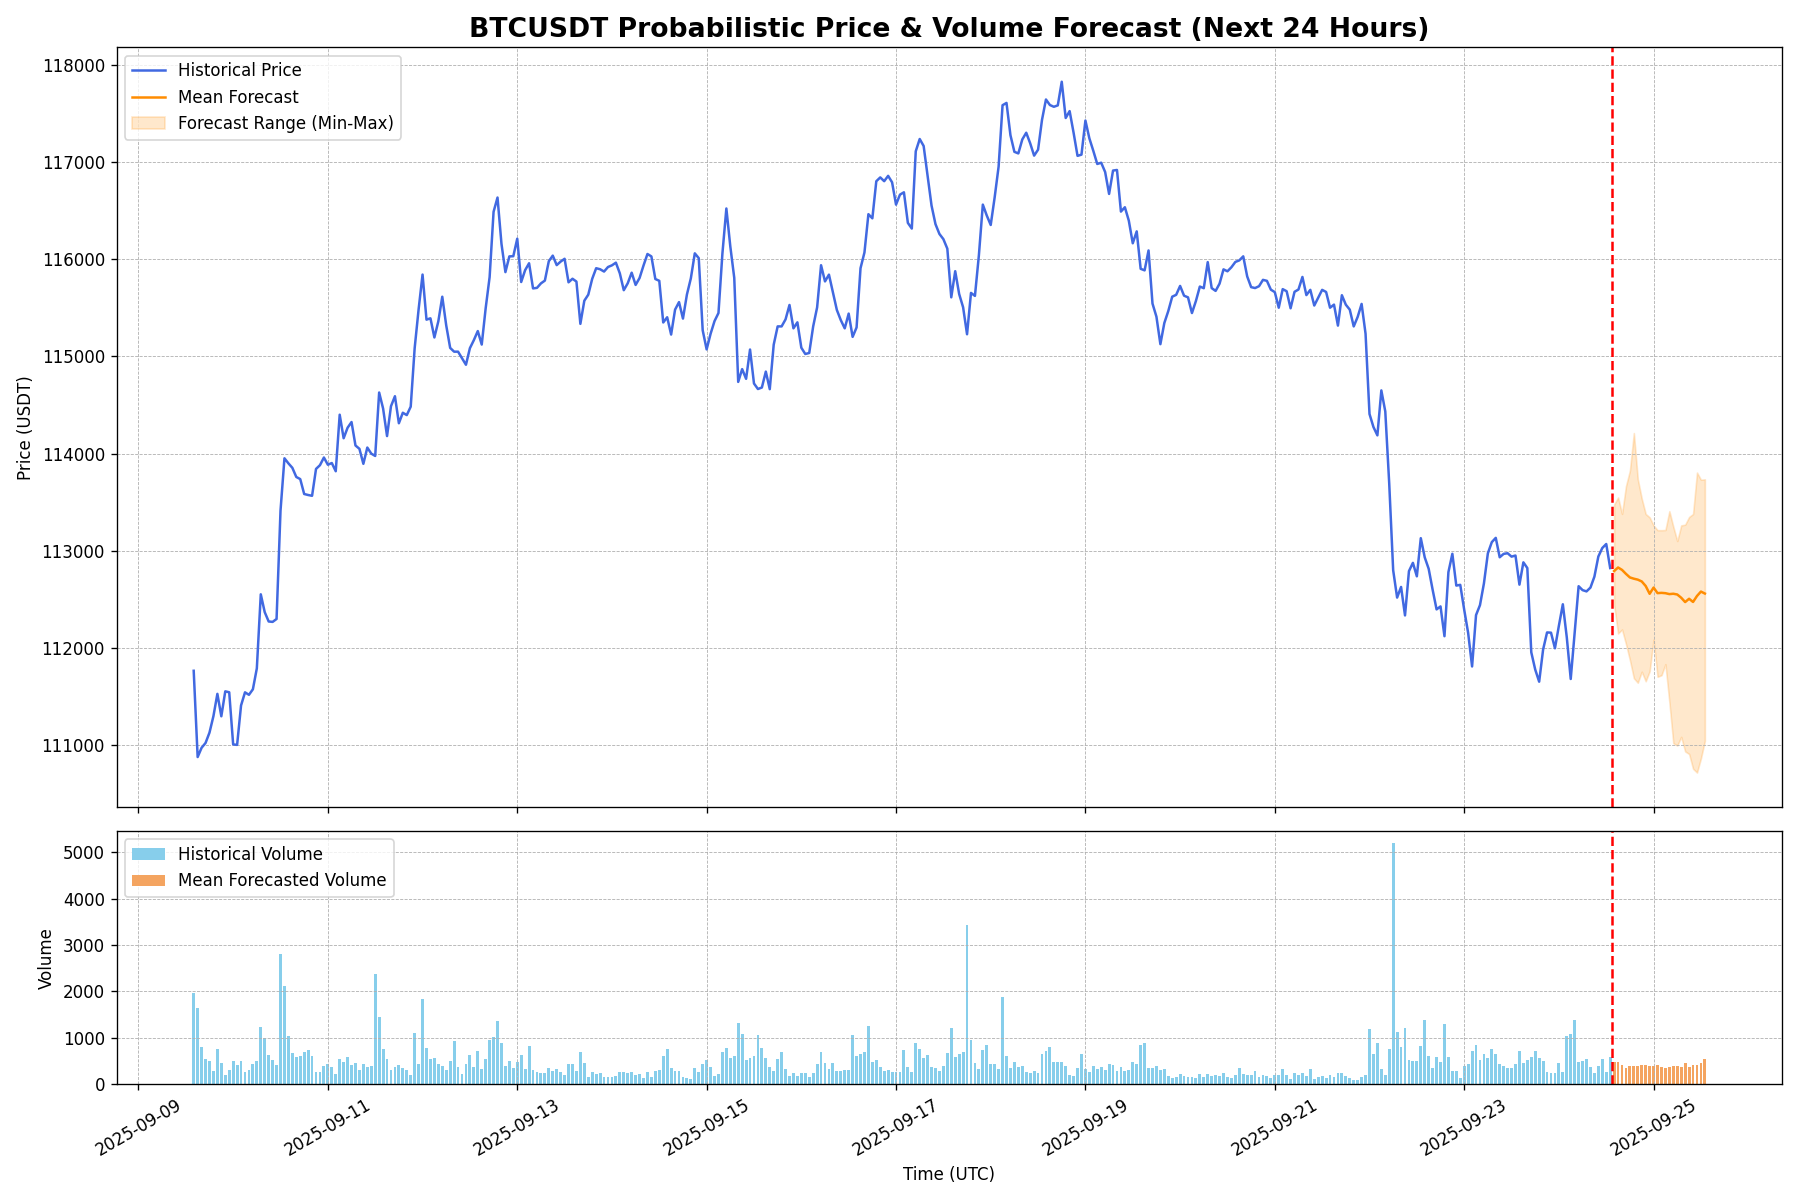 BTCUSDT Probabilistic Price & Volume Forecast (Next 24 Hours)
Historical Price
Mean Forecast
Forecast Range (Min-Max)
Price (USDT)
118000
117000
116000
115000
114000
113000
112000
111000
Historical Volume
Mean Forecasted Volume
Volume
5000
4000
3000
2000
1000
0
2025-09-09
2025-09-11
2025-09-13
2025-09-15
2025-09-17
2025-09-19
2025-09-21
2025-09-23
2025-09-25
Time (UTC)